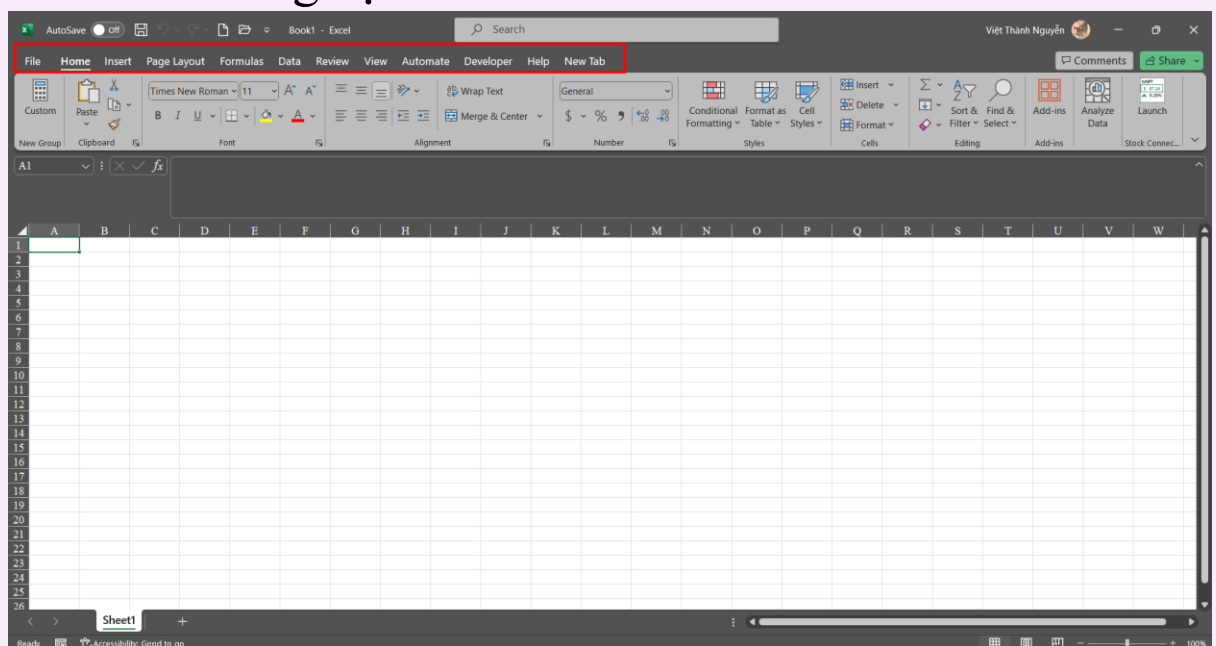 AutoSave Off Book1 - Excel Search Việt Thành Nguyễn
File Home Insert Page Layout Formulas Data Review View Automate Developer Help New Tab Comments Share
Custom Paste Times New Roman 11 A^ A˅ Wrap Text General Conditional Formatting Format as Table Cell Styles Insert Sort & Filter Find & Select Add-ins Analyze Data Launch
B I U A Merge & Center $ % 9 Delete
Format
New Group Clipboard Font Alignment Number Styles Cells Editing Add-ins Stock Connec...
A1 fx
A B C D E F G H I J K L M N O P Q R S T U V W
1
2
3
4
5
6
7
8
9
10
11
12
13
14
15
16
17
18
19
20
21
22
23
24
25
26
Sheet1 +
Ready Accessibility: Good to go 100%